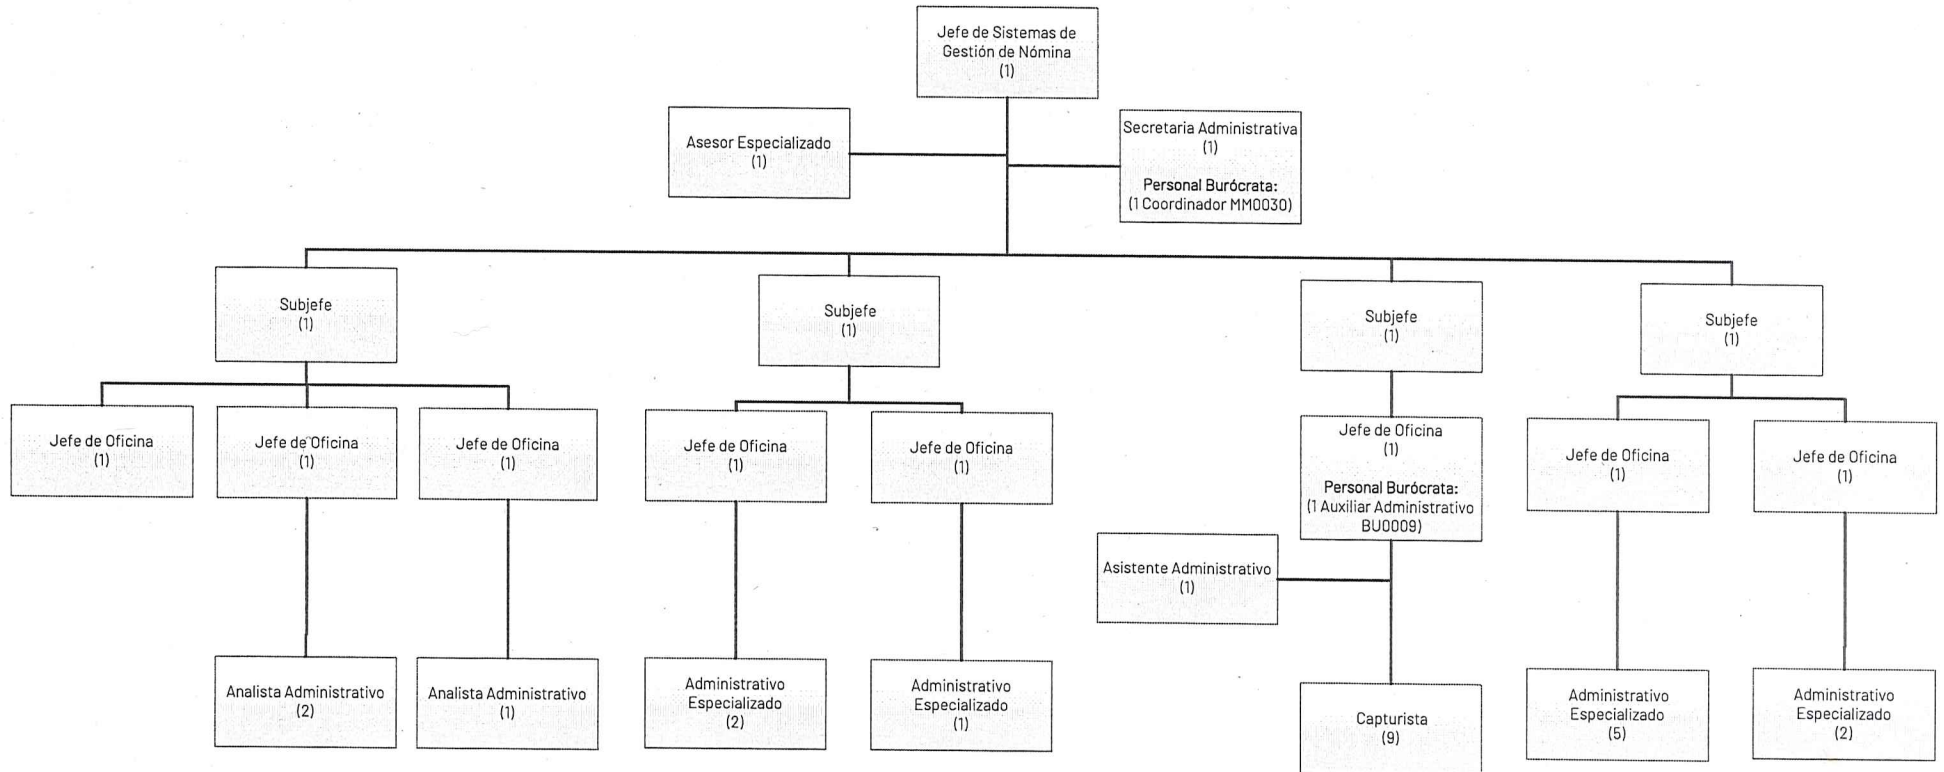 Jefe de Sistemas de
Gestión de Nómina
(1)
Asesor Especializado
(1)
Secretaria Administrativa
(1)
Personal Burócrata:
(1 Coordinador MM0030)
Subjefe
(1)
Subjefe
(1)
Subjefe
(1)
Subjefe
(1)
Jefe de Oficina
(1)
Jefe de Oficina
(1)
Jefe de Oficina
(1)
Jefe de Oficina
(1)
Jefe de Oficina
(1)
Jefe de Oficina
(1)
Personal Burócrata:
(1 Auxiliar Administrativo
BU0009)
Jefe de Oficina
(1)
Jefe de Oficina
(1)
Asistente Administrativo
(1)
Analista Administrativo
(2)
Analista Administrativo
(1)
Administrativo
Especializado
(2)
Administrativo
Especializado
(1)
Capturista
(9)
Administrativo
Especializado
(5)
Administrativo
Especializado
(2)